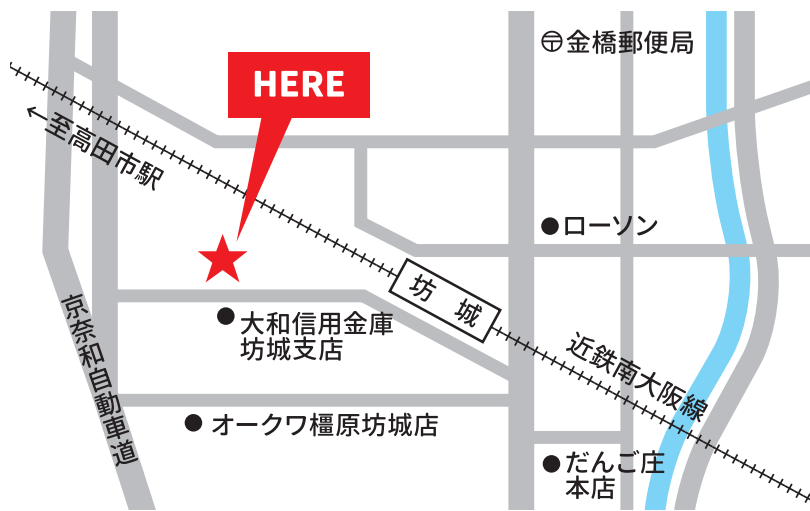 〶金橋郵便局
HERE
←至高田市駅
ローソン
坊城
大和信用金庫
坊城支店
近鉄南大阪線
京奈和自動車道
オークワ橿原坊城店
だんご庄
本店